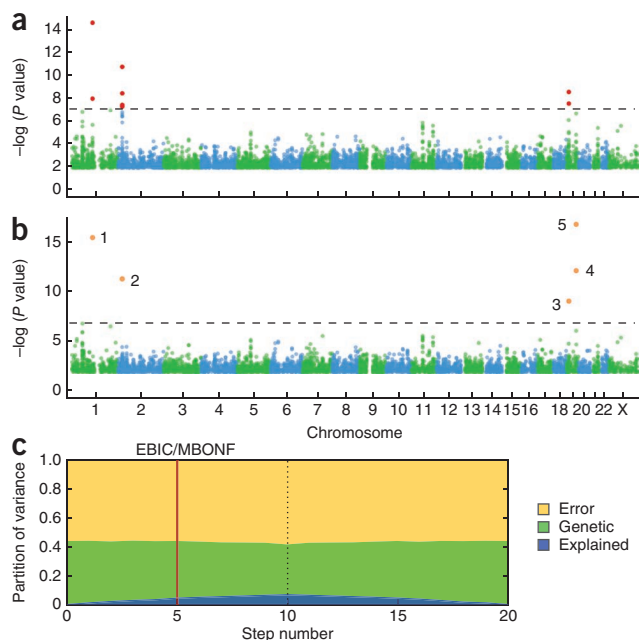 a
14
12
10
8
6
4
2
0
–log (P value)
b
15
10
5
0
–log (P value)
1
2
3
4
5
1 2 3 4 5 6 7 8 9 10 11 12 13 14 15 16 18 20 22 X
Chromosome
c
EBIC/MBONF
1.0
0.8
0.6
0.4
0.2
0
Partition of variance
0 5 10 15 20
Step number
Error
Genetic
Explained